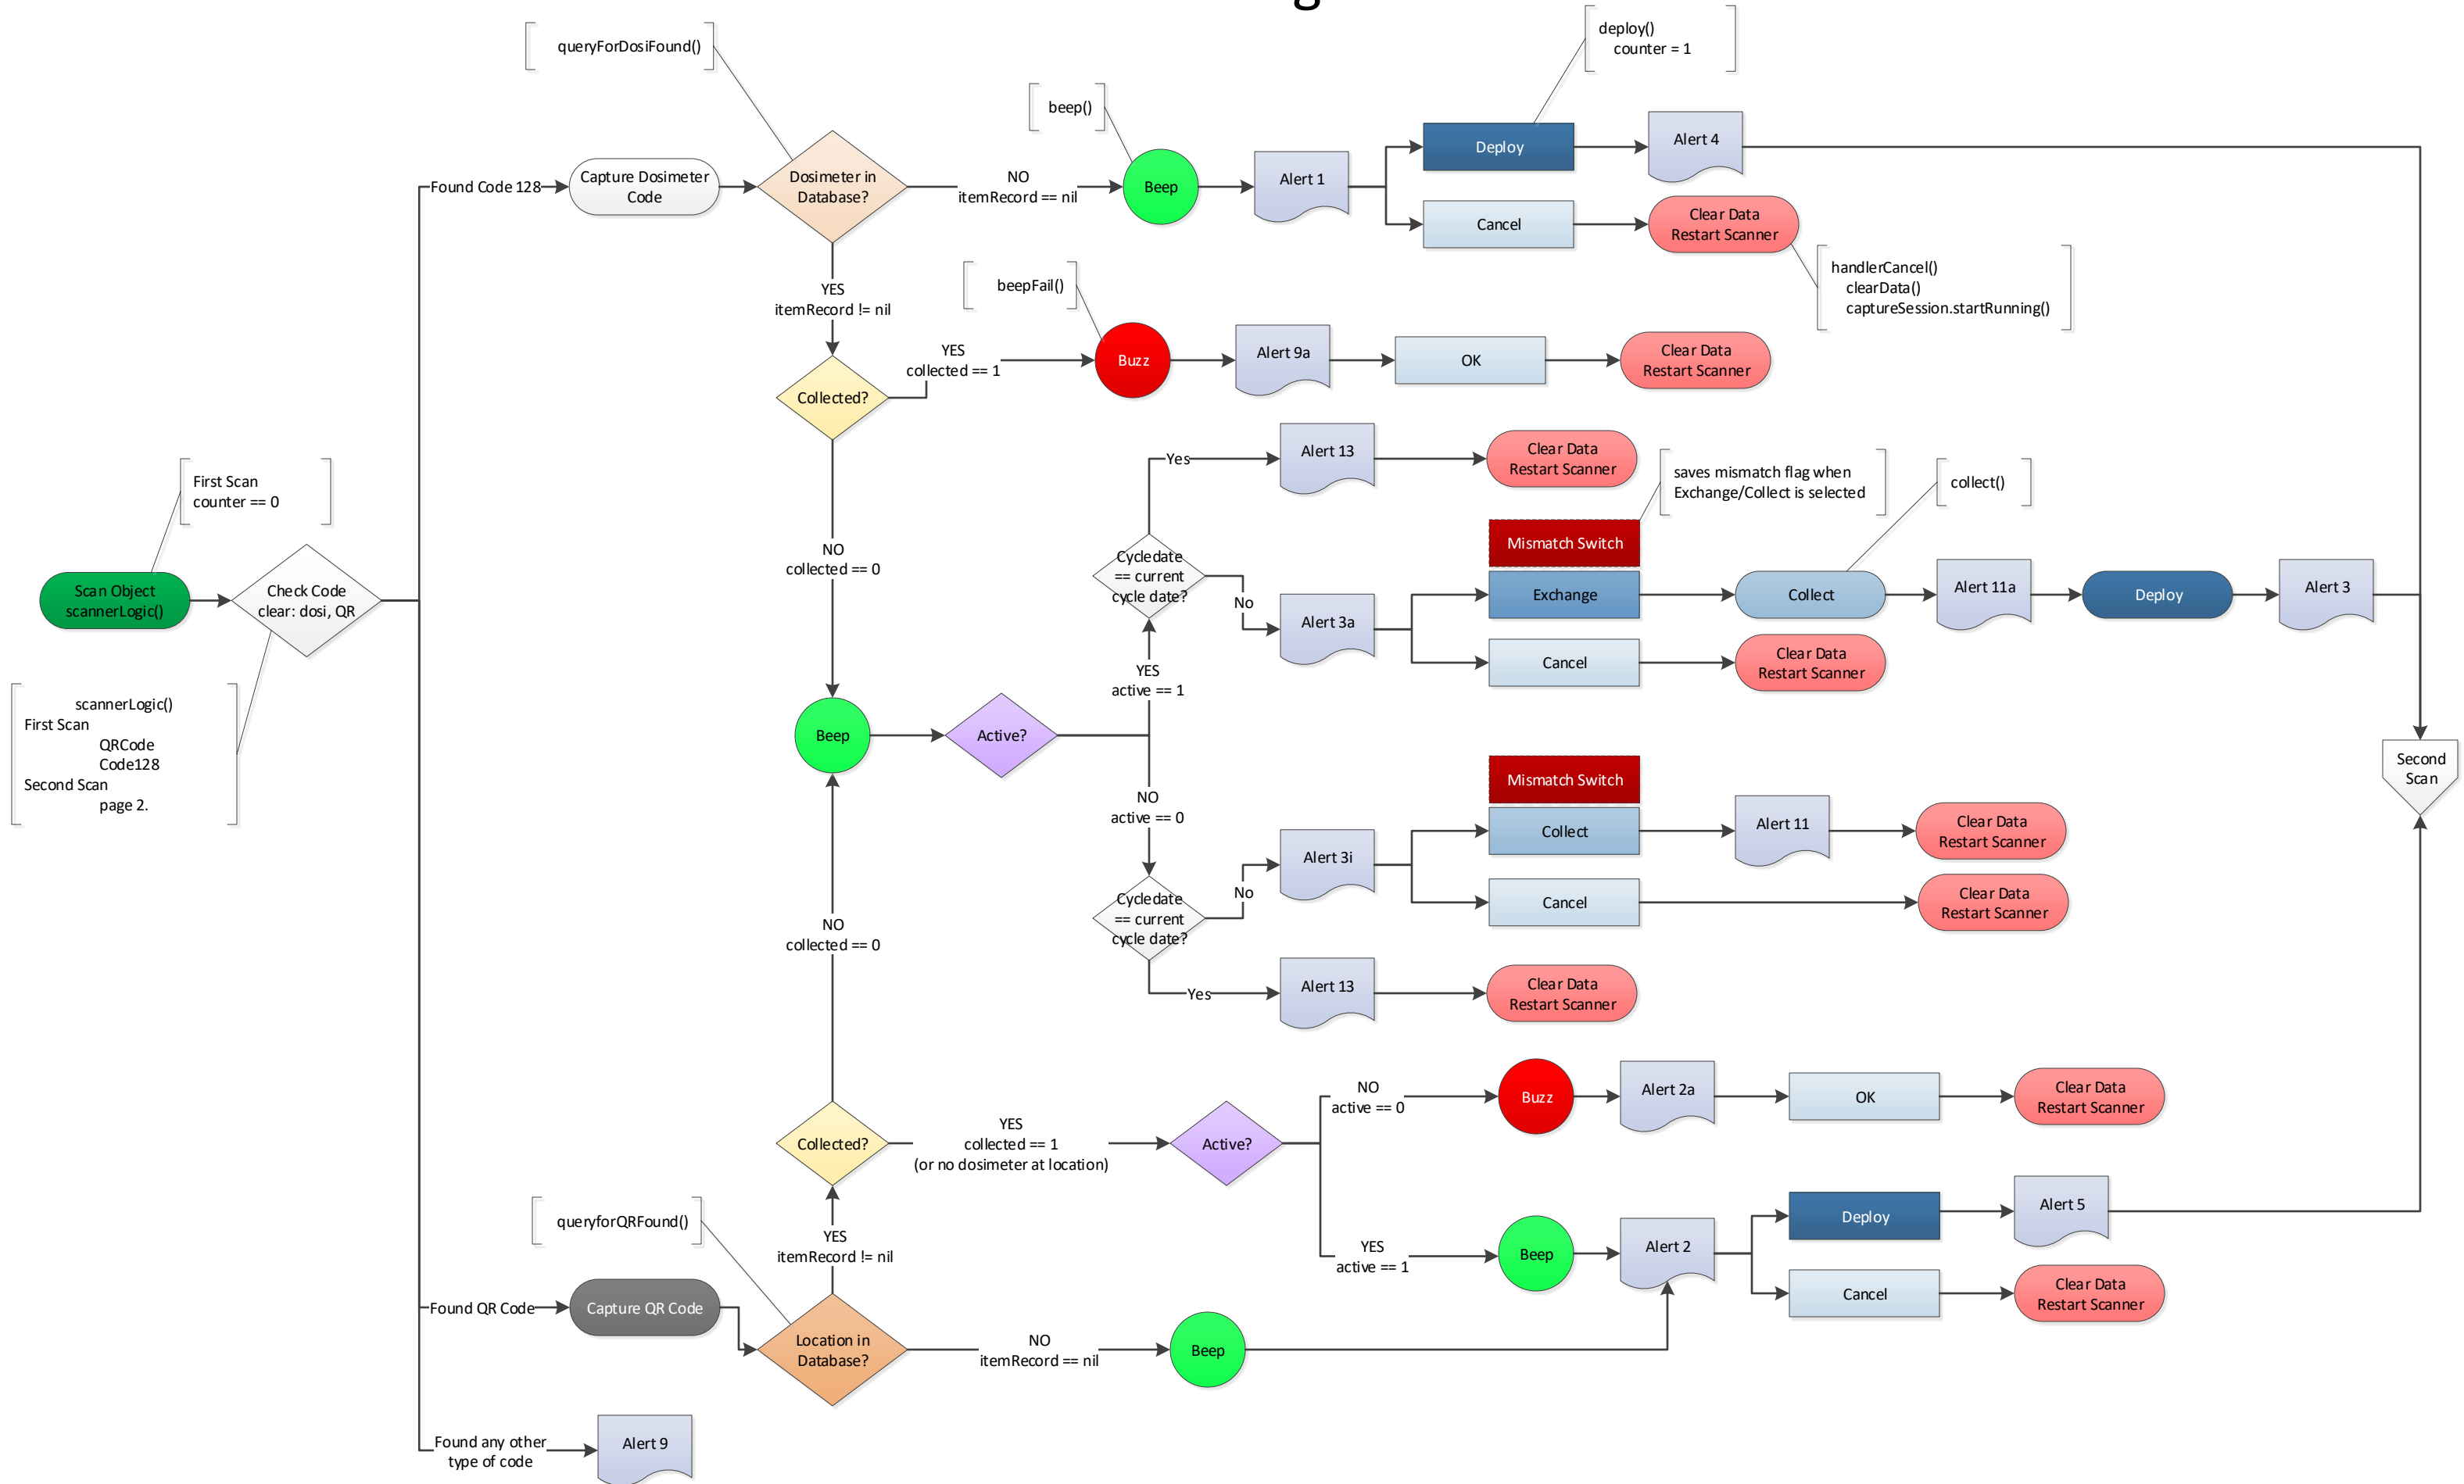 g
queryForDosiFound()
deploy()
counter = 1
beep()
Found Code 128
Capture Dosimeter
Code
Dosimeter in
Database?
NO
itemRecord == nil
Beep
Alert 1
Deploy
Alert 4
Cancel
Clear Data
Restart Scanner
handlerCancel()
clearData()
captureSession.startRunning()
YES
itemRecord != nil
beepFail()
Collected?
YES
collected == 1
Buzz
Alert 9a
OK
Clear Data
Restart Scanner
First Scan
counter == 0
Scan Object
scannerLogic()
Check Code
clear: dosi, QR
scannerLogic()
First Scan
QRCode
Code128
Second Scan
page 2.
NO
collected == 0
Yes
Alert 13
Clear Data
Restart Scanner
saves mismatch flag when
Exchange/Collect is selected
collect()
Cycledate
== current
cycle date?
No
Alert 3a
Mismatch Switch
Exchange
Collect
Alert 11a
Deploy
Alert 3
Cancel
Clear Data
Restart Scanner
YES
active == 1
Beep
Active?
Second
Scan
NO
active == 0
Mismatch Switch
Collect
Alert 11
Clear Data
Restart Scanner
Alert 3i
No
Cancel
Clear Data
Restart Scanner
Cycledate
== current
cycle date?
NO
collected == 0
Yes
Alert 13
Clear Data
Restart Scanner
NO
active == 0
Buzz
Alert 2a
OK
Clear Data
Restart Scanner
Collected?
YES
collected == 1
(or no dosimeter at location)
Active?
queryforQRFound()
YES
itemRecord != nil
YES
active == 1
Beep
Alert 2
Deploy
Alert 5
Cancel
Clear Data
Restart Scanner
Found QR Code
Capture QR Code
Location in
Database?
NO
itemRecord == nil
Beep
Found any other
type of code
Alert 9